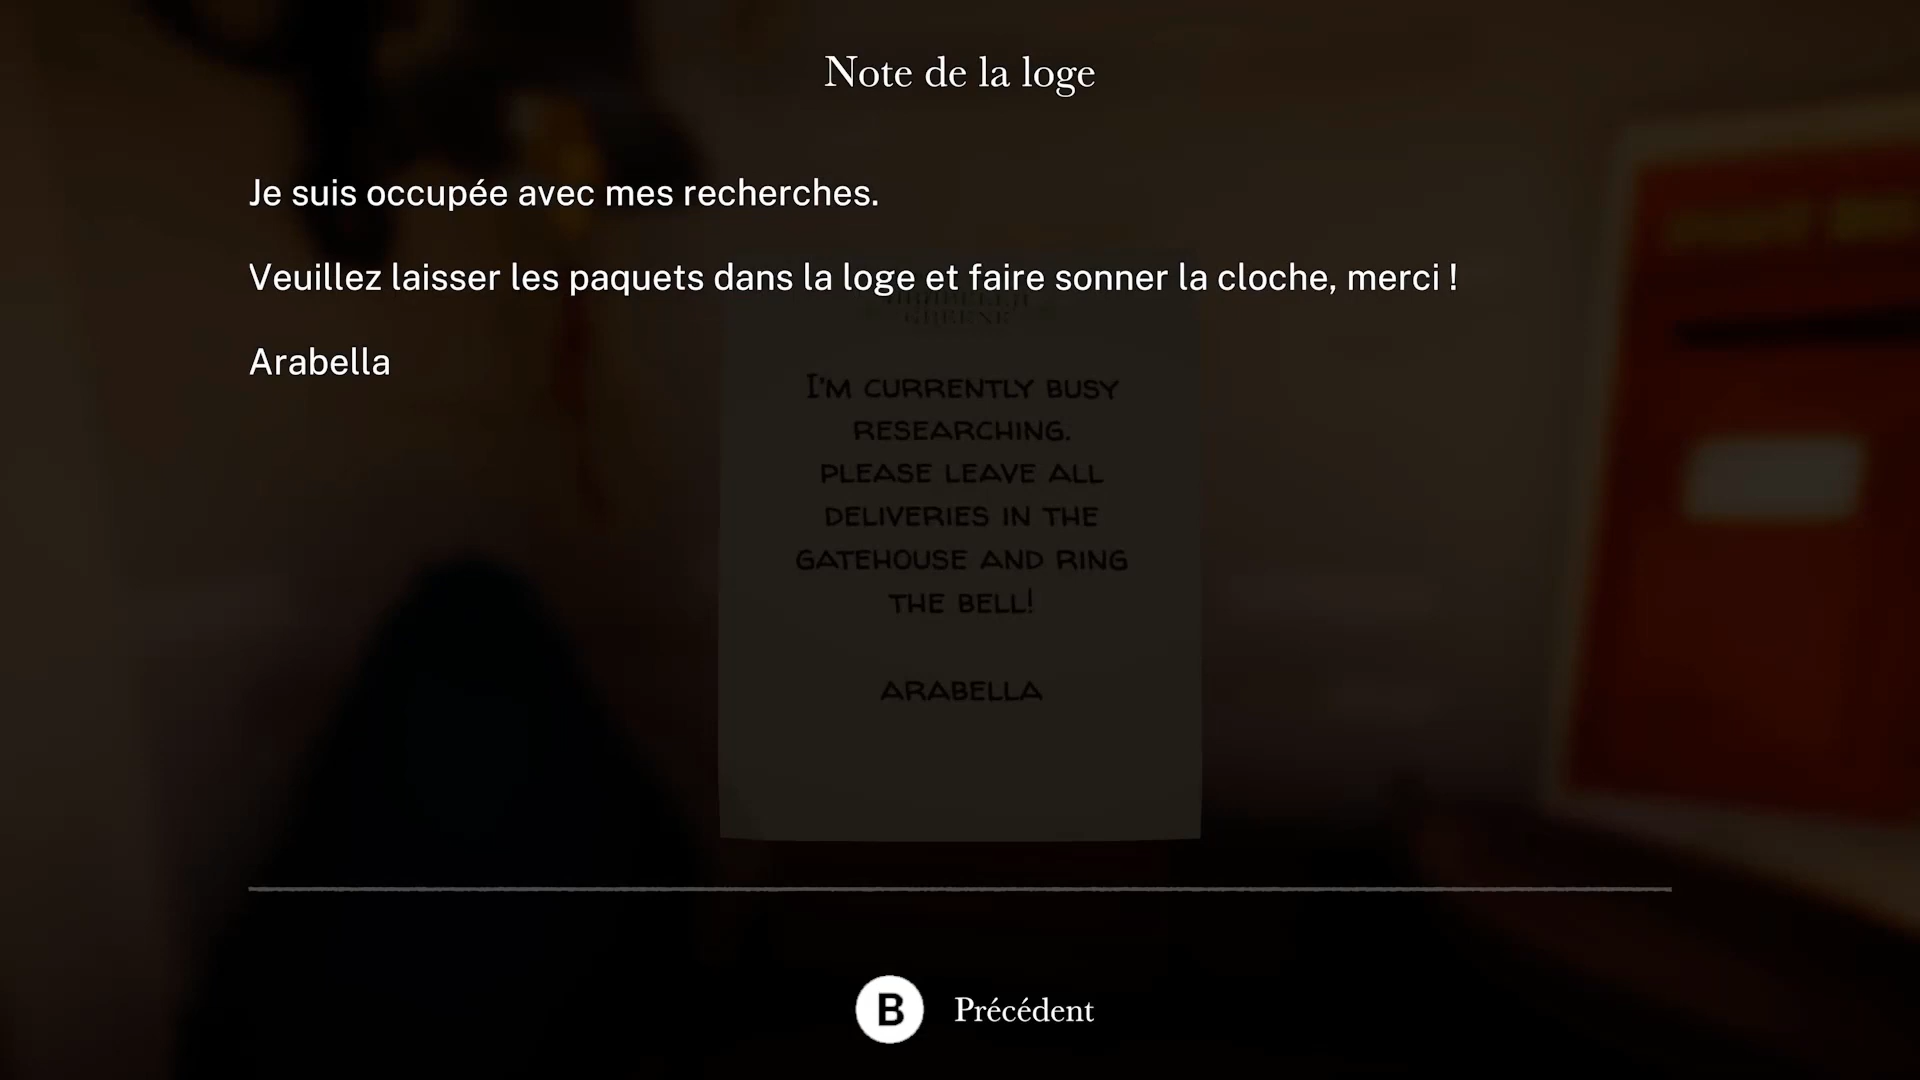 Note de la loge
Je suis occupée avec mes recherches.
Veuillez laisser les paquets dans la loge et faire sonner la cloche, merci !
Arabella
GREENE
I'M CURRENTLY BUSY
RESEARCHING.
PLEASE LEAVE ALL
DELIVERIES IN THE
GATEHOUSE AND RING
THE BELL!
ARABELLA
B Précédent